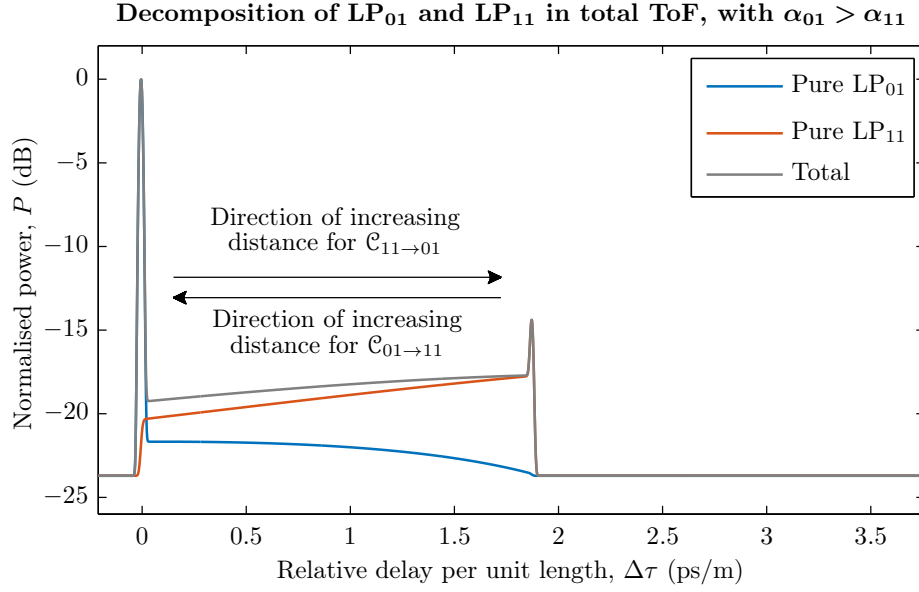 Decomposition of LP₀₁ and LP₁₁ in total ToF, with α₀₁ > α₁₁
Pure LP₀₁
Pure LP₁₁
Total
Direction of increasing
distance for C₁₁→₀₁
Direction of increasing
distance for C₀₁→₁₁
Normalised power, P (dB)
0
−5
−10
−15
−20
−25
0
0.5
1
1.5
2
2.5
3
3.5
Relative delay per unit length, Δτ (ps/m)